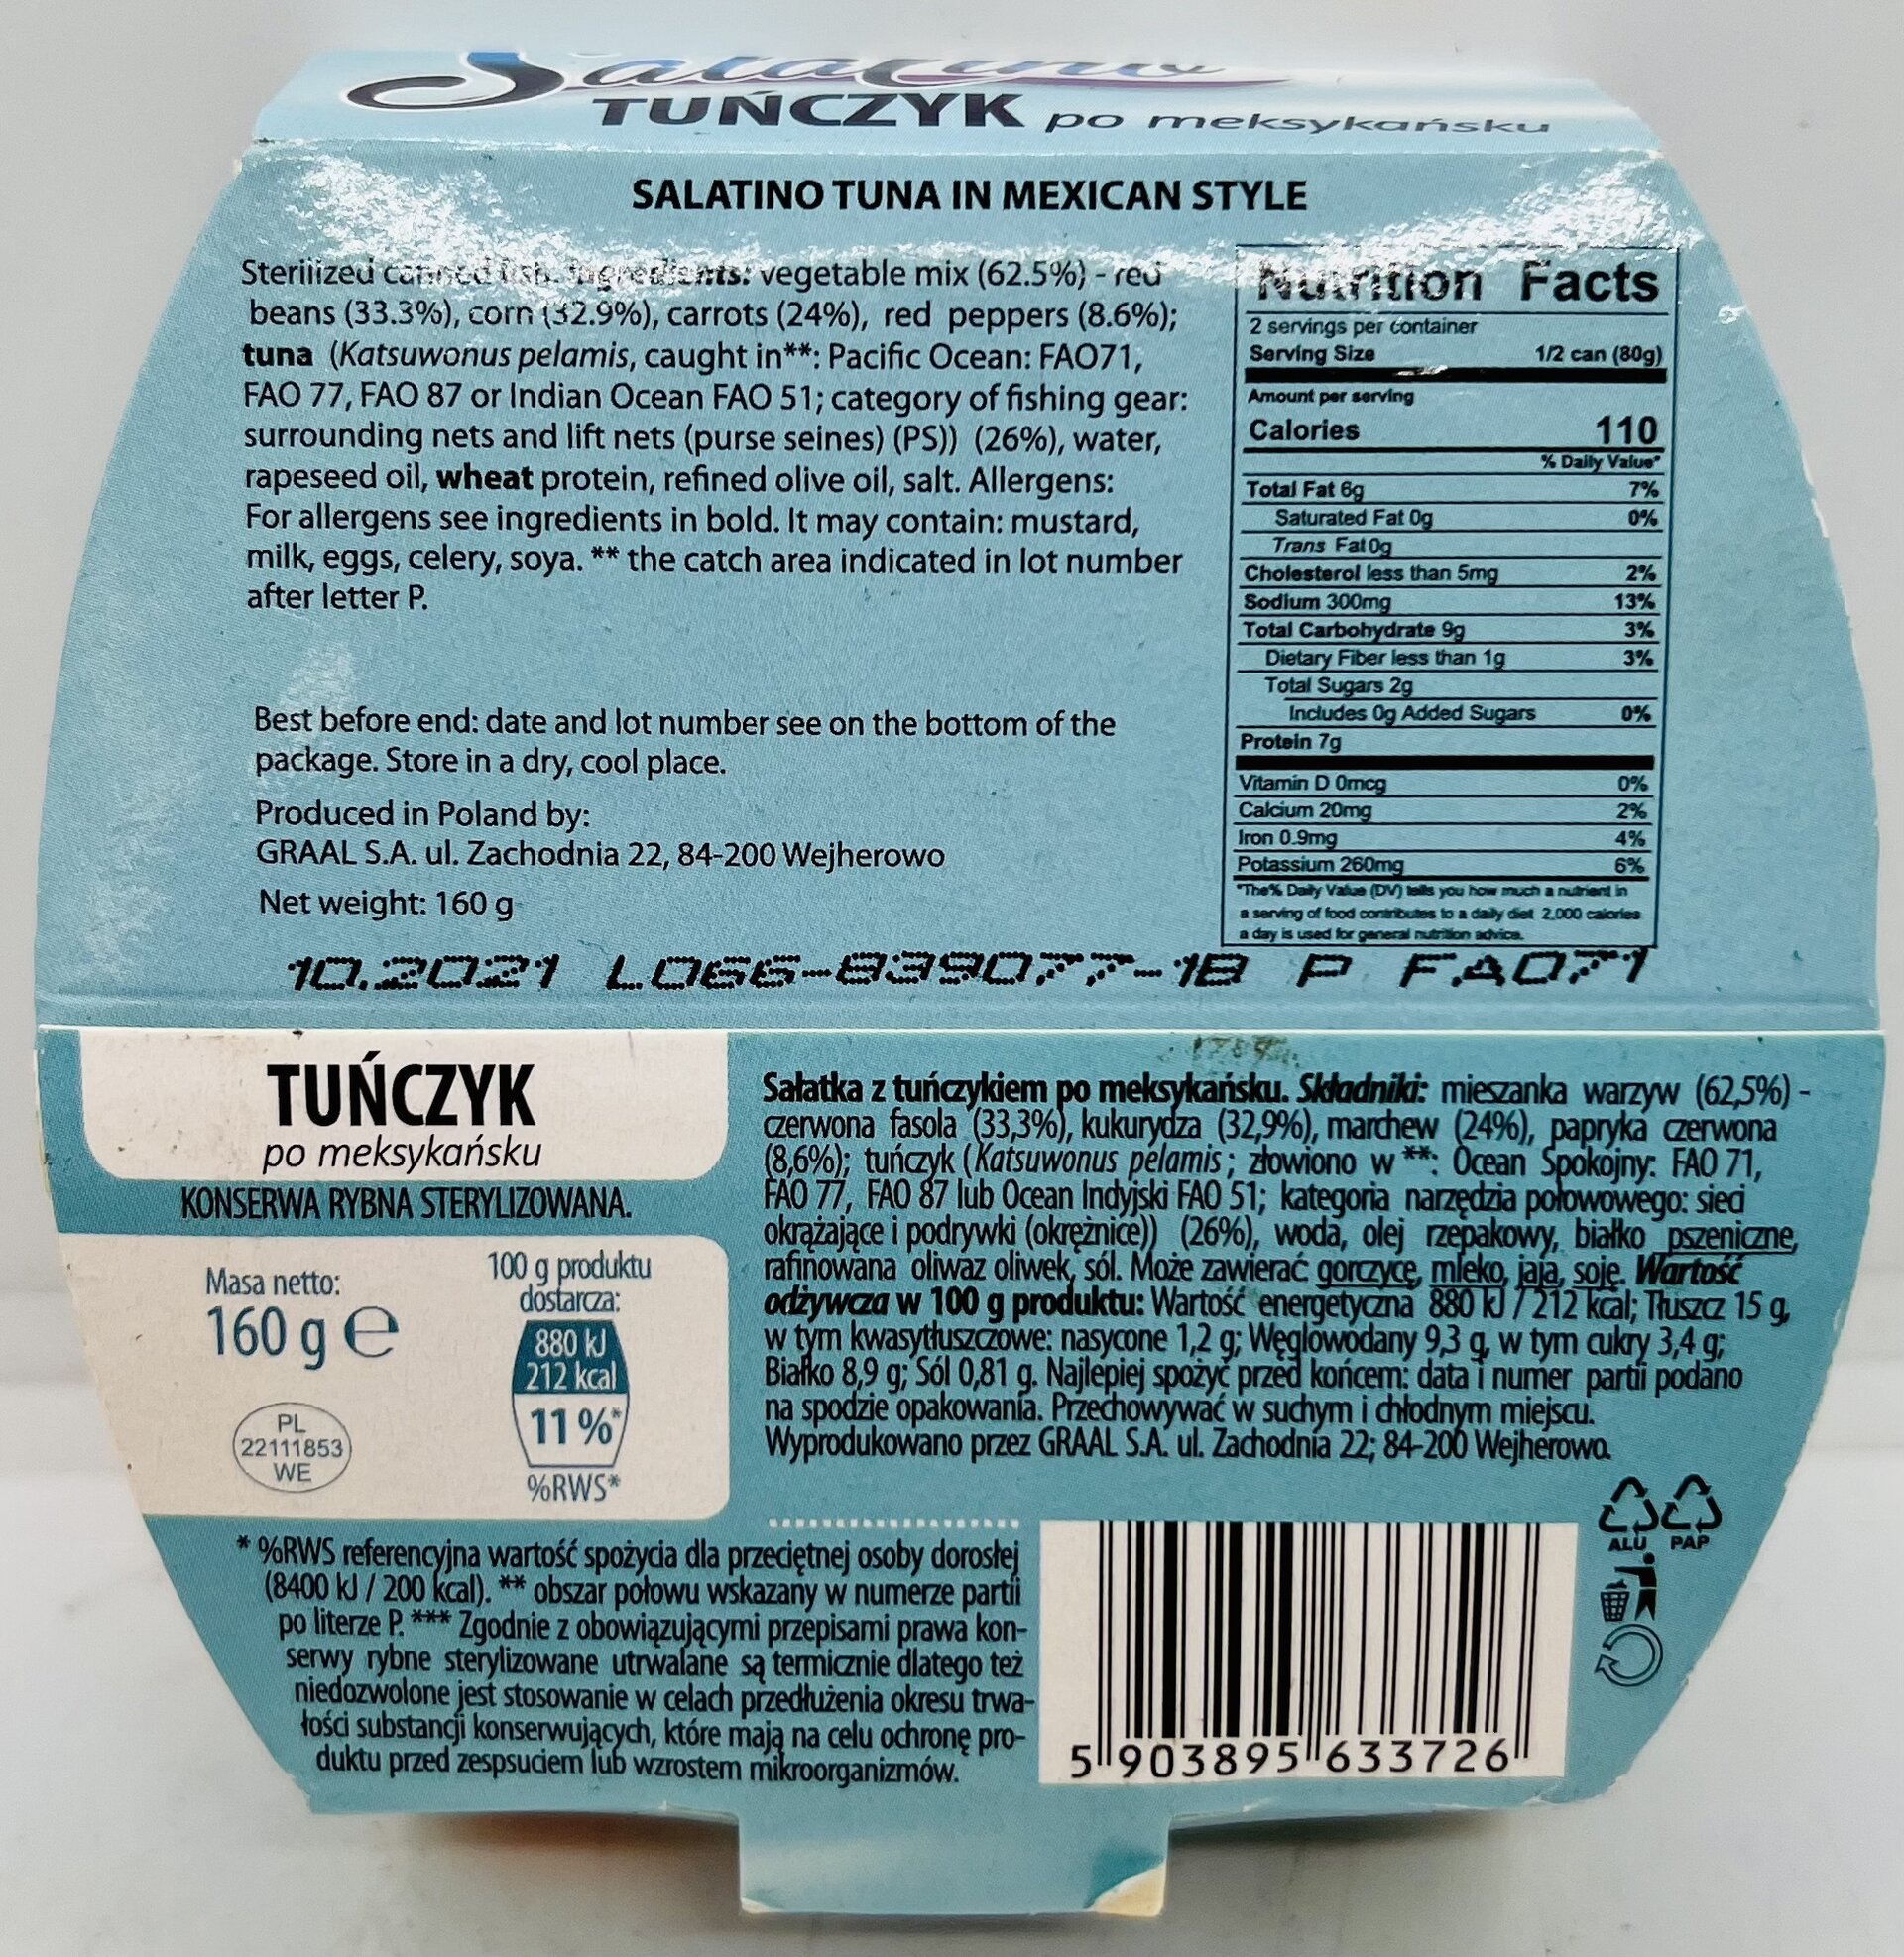 Salatino
TUŃCZYK po meksykańsku
SALATINO TUNA IN MEXICAN STYLE
Sterilized canned fish. Ingredients: vegetable mix (62.5%) - red
beans (33.3%), corn (32.9%), carrots (24%), red peppers (8.6%);
tuna (Katsuwonus pelamis, caught in**: Pacific Ocean: FAO71,
FAO 77, FAO 87 or Indian Ocean FAO 51; category of fishing gear:
surrounding nets and lift nets (purse seines) (PS)) (26%), water,
rapeseed oil, wheat protein, refined olive oil, salt. Allergens:
For allergens see ingredients in bold. It may contain: mustard,
milk, eggs, celery, soya. ** the catch area indicated in lot number
after letter P.
Best before end: date and lot number see on the bottom of the
package. Store in a dry, cool place.
Produced in Poland by:
GRAAL S.A. ul. Zachodnia 22, 84-200 Wejherowo
Net weight: 160 g
Nutrition Facts
2 servings per container
Serving Size 1/2 can (80g)
Amount per serving
Calories 110
% Daily Value*
Total Fat 6g 7%
Saturated Fat 0g 0%
Trans Fat 0g
Cholesterol less than 5mg 2%
Sodium 300mg 13%
Total Carbohydrate 9g 3%
Dietary Fiber less than 1g 3%
Total Sugars 2g
Includes 0g Added Sugars 0%
Protein 7g
Vitamin D 0mcg 0%
Calcium 20mg 2%
Iron 0.9mg 4%
Potassium 260mg 6%
*The% Daily Value (DV) tells you how much a nutrient in
a serving of food contributes to a daily diet 2,000 calories
a day is used for general nutrition advice.
10.2021 L066-839077-18 P FAO71
TUŃCZYK
po meksykańsku
KONSERWA RYBNA STERYLIZOWANA.
Masa netto:
160 g e
PL
22111853
WE
100 g produktu
dostarcza:
880 kJ
212 kcal
11 %*
%RWS*
Sałatka z tuńczykiem po meksykańsku. Składniki: mieszanka warzyw (62,5%) -
czerwona fasola (33,3%), kukurydza (32,9%), marchew (24%), papryka czerwona
(8,6%); tuńczyk (Katsuwonus pelamis; złowiono w **: Ocean Spokojny: FAO 71,
FAO 77, FAO 87 lub Ocean Indyjski FAO 51; kategoria narzędzia połowowego: sieci
okrążające i podrywki (okrężnice)) (26%), woda, olej rzepakowy, białko pszeniczne,
rafinowana oliwaz oliwek, sól. Może zawierać gorczycę, mleko, jaja, soję. Wartość
odżywcza w 100 g produktu: Wartość energetyczna 880 kJ / 212 kcal; Tłuszcz 15 g,
w tym kwasytłuszczowe: nasycone 1,2 g; Węglowodany 9,3 g, w tym cukry 3,4 g;
Białko 8,9 g; Sól 0,81 g. Najlepiej spożyć przed końcem: data i numer partii podano
na spodzie opakowania. Przechowywać w suchym i chłodnym miejscu.
Wyprodukowano przez GRAAL S.A. ul. Zachodnia 22; 84-200 Wejherowo.
* %RWS referencyjna wartość spożycia dla przeciętnej osoby dorosłej
(8400 kJ / 200 kcal). ** obszar połowu wskazany w numerze partii
po literze P. *** Zgodnie z obowiązującymi przepisami prawa kon-
serwy rybne sterylizowane utrwalane są termicznie dlatego też
niedozwolone jest stosowanie w celach przedłużenia okresu trwa-
łości substancji konserwujących, które mają na celu ochronę pro-
duktu przed zespsuciem lub wzrostem mikroorganizmów.
5 903895 633726
ALU PAP